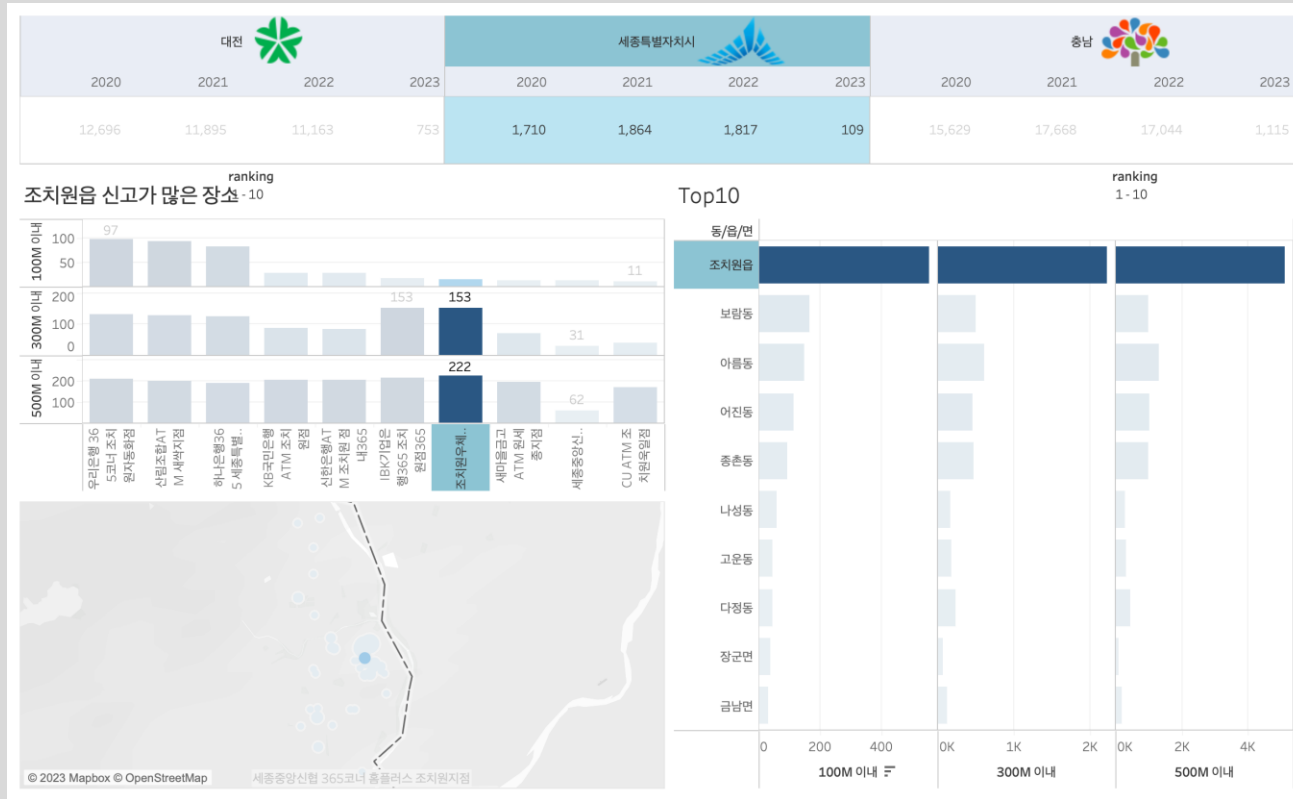 대전 세종특별자치시 충남
2020 2021 2022 2023 2020 2021 2022 2023 2020 2021 2022 2023
12,696 11,895 11,163 753 1,710 1,864 1,817 109 15,629 17,668 17,044 1,115
ranking
조치원읍 신고가 많은 장소 - 10
100M 이내
100
50
97
11
300M 이내
200
100
0
153
153
31
500M 이내
200
100
222
62
우리은행 36
5코너 조치
원자동화점
산림조합AT
M 새싹지점
하나은행36
5 세종특별..
KB국민은행
ATM 조치
원점
신한은행AT
M 조치원 점
내365
IBK기업은
행365 조치
원점365
조치원우체..
새마을금고
ATM 원세
종지점
세종중앙신..
CU ATM 조
치원욱일점
© 2023 Mapbox © OpenStreetMap
세종중앙신협 365코너 홈플러스 조치원지점
ranking
Top10
1 - 10
동/읍/면
조치원읍
보람동
아름동
어진동
종촌동
나성동
고운동
다정동
장군면
금남면
0 200 400 0K 1K 2K 0K 2K 4K
100M 이내 300M 이내 500M 이내